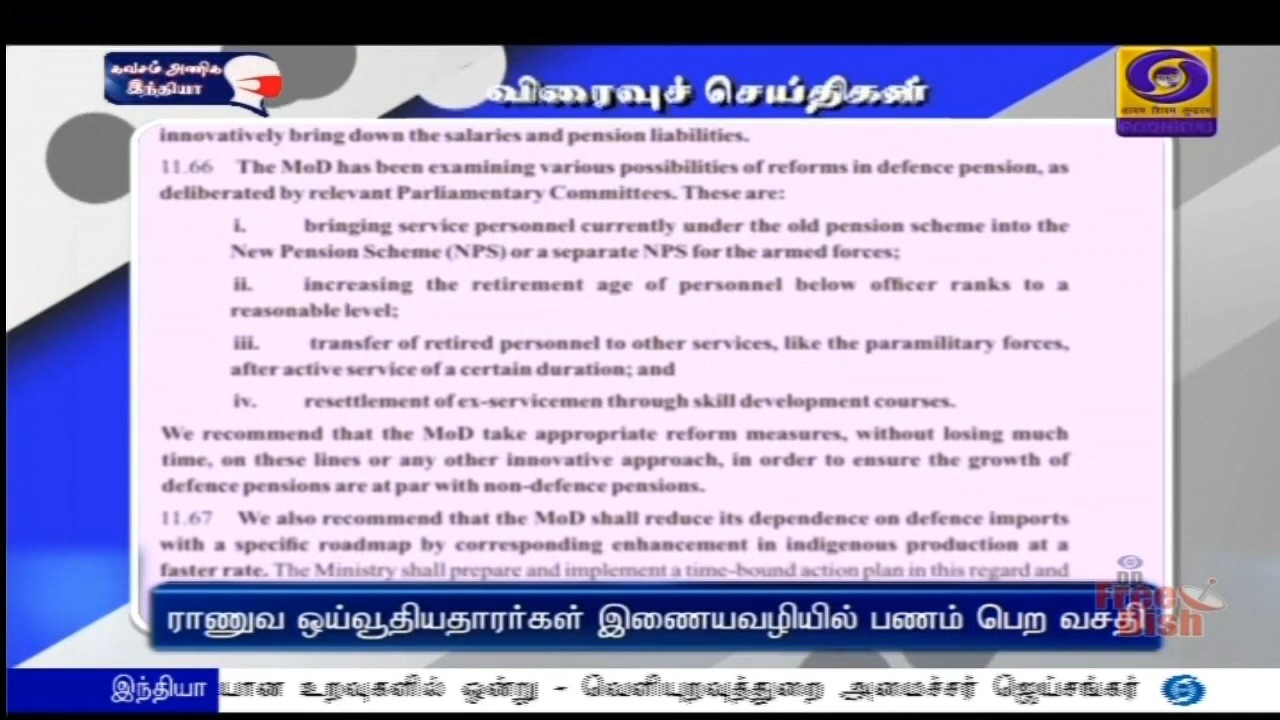 கவசம் அணிக
இந்தியா
விரைவுச் செய்திகள்
innovatively bring down the salaries and pension liabilities.
11.66 The MoD has been examining various possibilities of reforms in defence pension, as
deliberated by relevant Parliamentary Committees. These are:
i. bringing service personnel currently under the old pension scheme into the
New Pension Scheme (NPS) or a separate NPS for the armed forces;
ii. increasing the retirement age of personnel below officer ranks to a
reasonable level;
iii. transfer of retired personnel to other services, like the paramilitary forces,
after active service of a certain duration; and
iv. resettlement of ex-servicemen through skill development courses.
We recommend that the MoD take appropriate reform measures, without losing much
time, on these lines or any other innovative approach, in order to ensure the growth of
defence pensions are at par with non-defence pensions.
11.67 We also recommend that the MoD shall reduce its dependence on defence imports
with a specific roadmap by corresponding enhancement in indigenous production at a
faster rate. The Ministry shall prepare and implement a time-bound action plan in this regard and
DD
Free
Dish
ராணுவ ஒய்வூதியதாரர்கள் இணையவழியில் பணம் பெற வசதி
இந்தியா யான உறவுகளில் ஒன்று - வெளியுறவுத்துறை அமைச்சர் ஜெய்சங்கர்